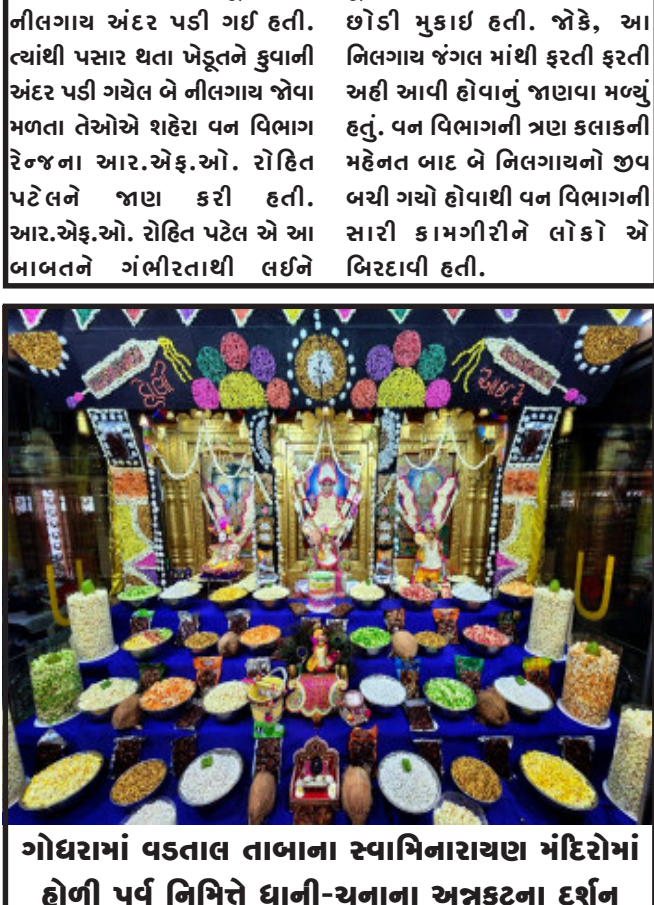 નીલગાય અંદર પડી ગઈ હતી.
ત્યાંથી પસાર થતા ખેડૂતને કુવાની
અંદર પડી ગયેલ બે નીલગાય જોવા
મળતા તેઓએ શહેરા વન વિભાગ
રેન્જના આર.એફ.ઓ. રોહિત
પટેલને જાણ કરી હતી.
આર.એફ.ઓ. રોહિત પટેલ એ આ
બાબતને ગંભીરતાથી લઈને
છોડી મુકાઇ હતી. જોકે, આ
નિલગાય જંગલ માંથી ફરતી ફરતી
અહી આવી હોવાનું જાણવા મળ્યું
હતું. વન વિભાગની ત્રણ કલાકની
મહેનત બાદ બે નિલગાયનો જીવ
બચી ગયો હોવાથી વન વિભાગની
સારી કામગીરીને લોકો એ
બિરદાવી હતી.
ગોધરામાં વડતાલ તાબાના સ્વામિનારાયણ મંદિરોમાં
હોળી પર્વ નિમિત્તે ધાની-ચનાના અન્નકુટના દર્શન